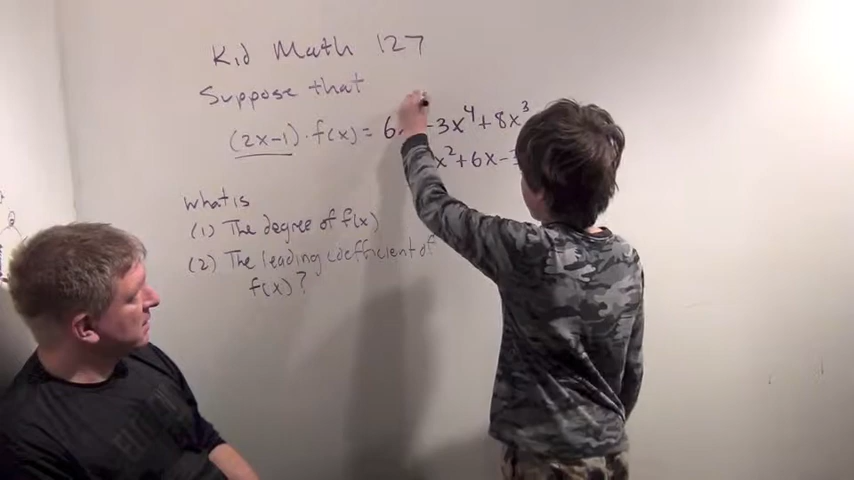 Kid Math 127
Suppose that
(2x-1)·f(x) = 6 -3x⁴+8x³
x²+6x-
what is
(1) The degree of f(x)
(2) The leading coefficient of
f(x)?